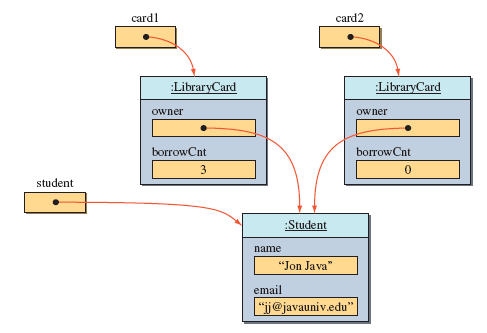 card1
card2
:LibraryCard
:LibraryCard
owner
owner
borrowCnt
borrowCnt
3
0
student
:Student
name
“Jon Java”
email
“jj@javauniv.edu”